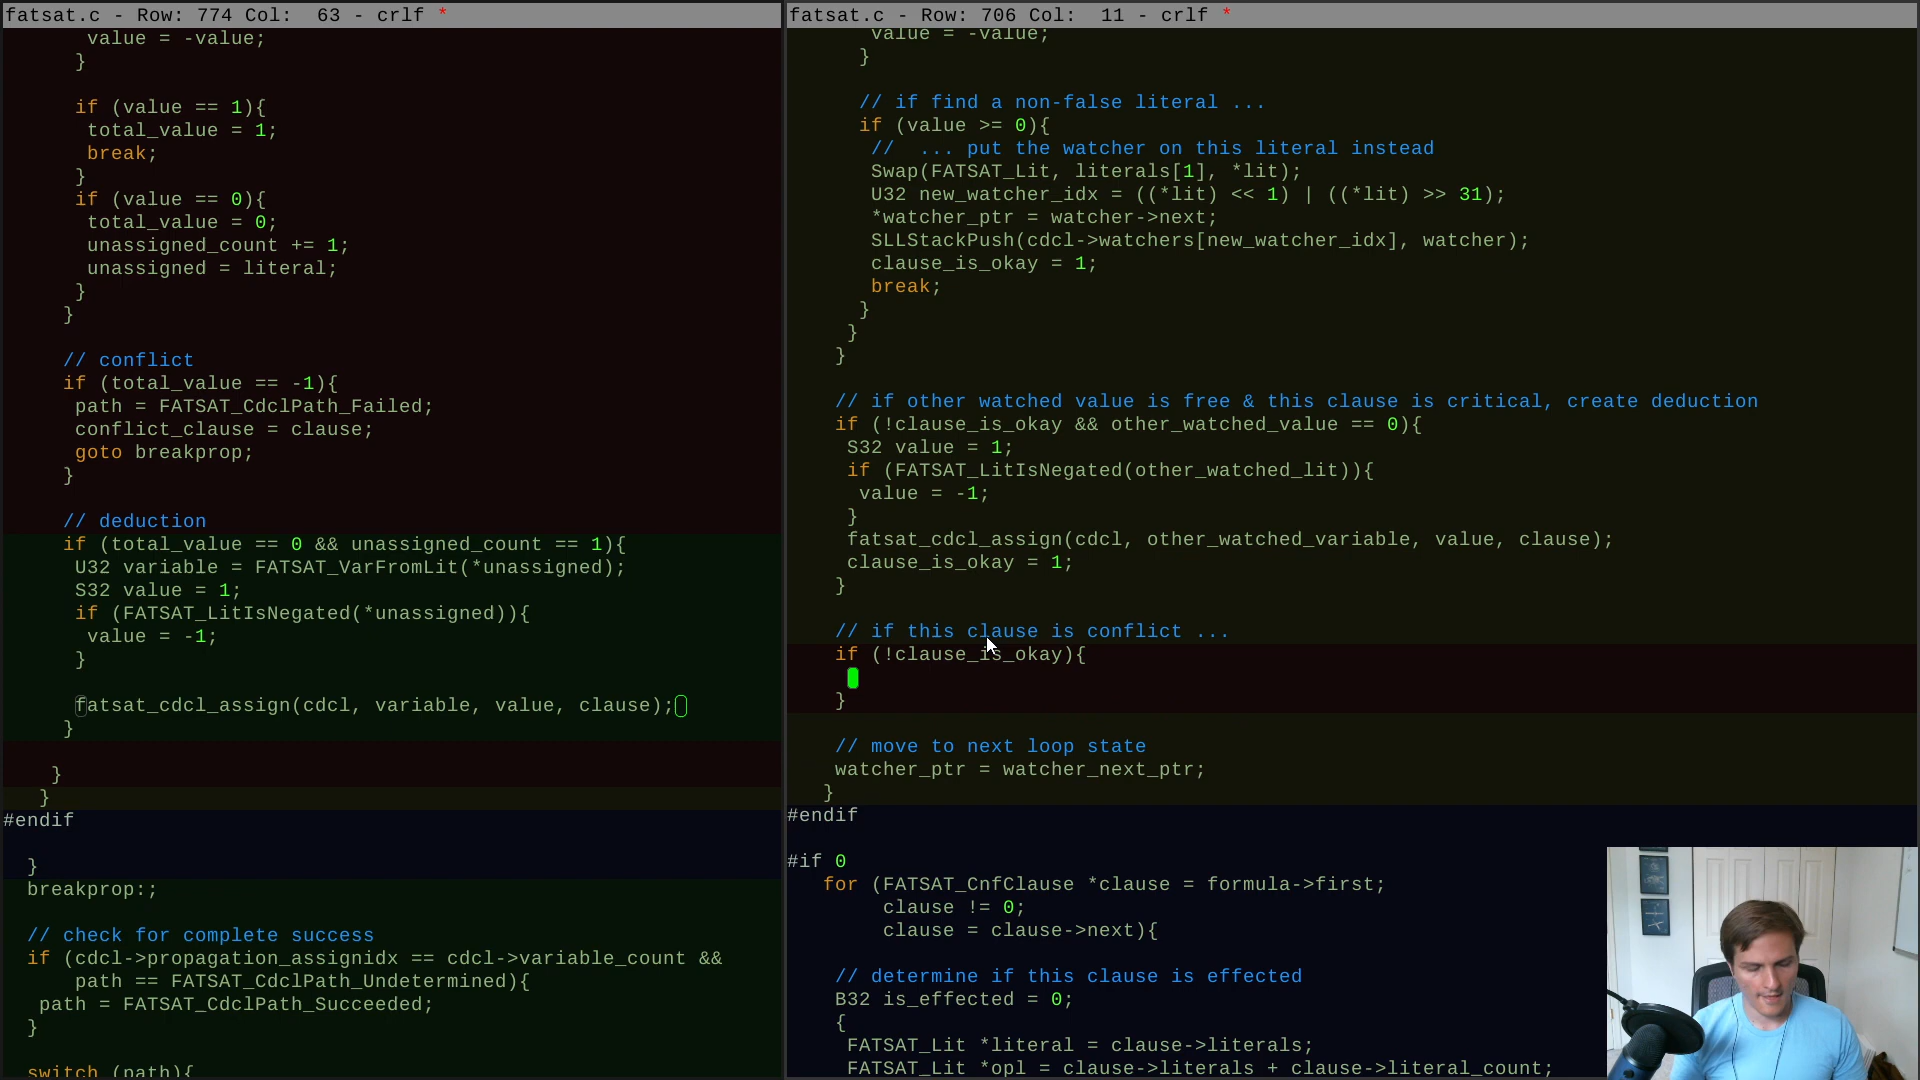 fatsat.c - Row: 774 Col:  63 - crlf *
value = -value;
}
if (value == 1){
total_value = 1;
break;
}
if (value == 0){
total_value = 0;
unassigned_count += 1;
unassigned = literal;
}
}
// conflict
if (total_value == -1){
path = FATSAT_CdclPath_Failed;
conflict_clause = clause;
goto breakprop;
}
// deduction
if (total_value == 0 && unassigned_count == 1){
U32 variable = FATSAT_VarFromLit(*unassigned);
S32 value = 1;
if (FATSAT_LitIsNegated(*unassigned)){
value = -1;
}
fatsat_cdcl_assign(cdcl, variable, value, clause);
}
}
}
#endif
}
breakprop:;
// check for complete success
if (cdcl->propagation_assignidx == cdcl->variable_count &&
path == FATSAT_CdclPath_Undetermined){
path = FATSAT_CdclPath_Succeeded;
}
switch (path){
fatsat.c - Row: 706 Col:  11 - crlf *
value = -value;
}
// if find a non-false literal ...
if (value >= 0){
//  ... put the watcher on this literal instead
Swap(FATSAT_Lit, literals[1], *lit);
U32 new_watcher_idx = ((*lit) << 1) | ((*lit) >> 31);
*watcher_ptr = watcher->next;
SLLStackPush(cdcl->watchers[new_watcher_idx], watcher);
clause_is_okay = 1;
break;
}
}
}
// if other watched value is free & this clause is critical, create deduction
if (!clause_is_okay && other_watched_value == 0){
S32 value = 1;
if (FATSAT_LitIsNegated(other_watched_lit)){
value = -1;
}
fatsat_cdcl_assign(cdcl, other_watched_variable, value, clause);
clause_is_okay = 1;
}
// if this clause is conflict ...
if (!clause_is_okay){
}
// move to next loop state
watcher_ptr = watcher_next_ptr;
}
#endif
#if 0
for (FATSAT_CnfClause *clause = formula->first;
clause != 0;
clause = clause->next){
// determine if this clause is effected
B32 is_effected = 0;
{
FATSAT_Lit *literal = clause->literals;
FATSAT_Lit *opl = clause->literals + clause->literal_count;